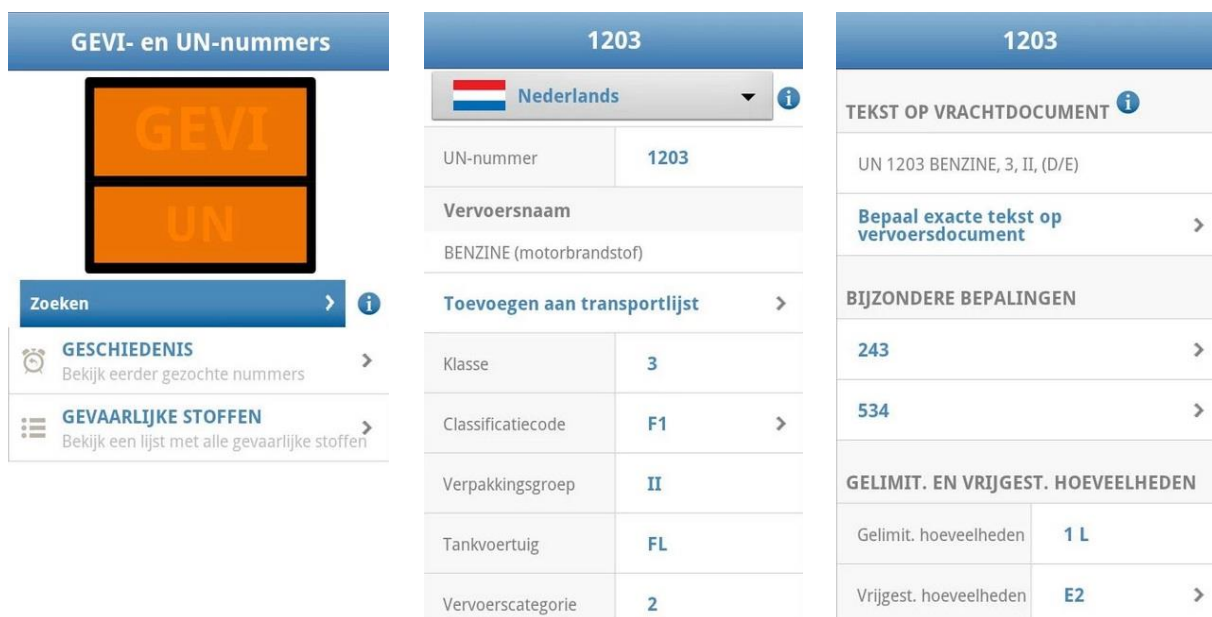 GEVI- en UN-nummers
GEVI
UN
Zoeken
GESCHIEDENIS
Bekijk eerder gezochte nummers
GEVAARLIJKE STOFFEN
Bekijk een lijst met alle gevaarlijke stoffen
1203
Nederlands
UN-nummer 1203
Vervoersnaam
BENZINE (motorbrandstof)
Toevoegen aan transportlijst
Klasse 3
Classificatiecode F1
Verpakkingsgroep II
Tankvoertuig FL
Vervoerscategorie 2
1203
TEKST OP VRACHTDOCUMENT
UN 1203 BENZINE, 3, II, (D/E)
Bepaal exacte tekst op
vervoersdocument
BIJZONDERE BEPALINGEN
243
534
GELIMIT. EN VRIJGEST. HOEVEELHEDEN
Gelimit. hoeveelheden 1 L
Vrijgest. hoeveelheden E2